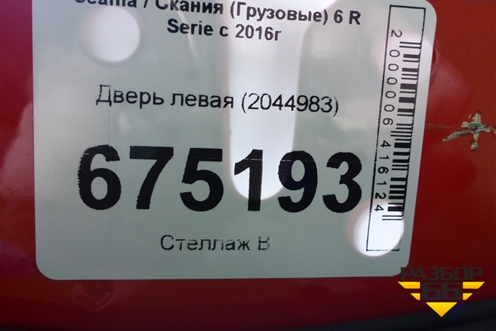 Scania / Скания (Грузовые) 6 R
Serie с 2016г
Дверь левая (2044983)
675193
Стеллаж В
2000006416124
РАЗБОР
66